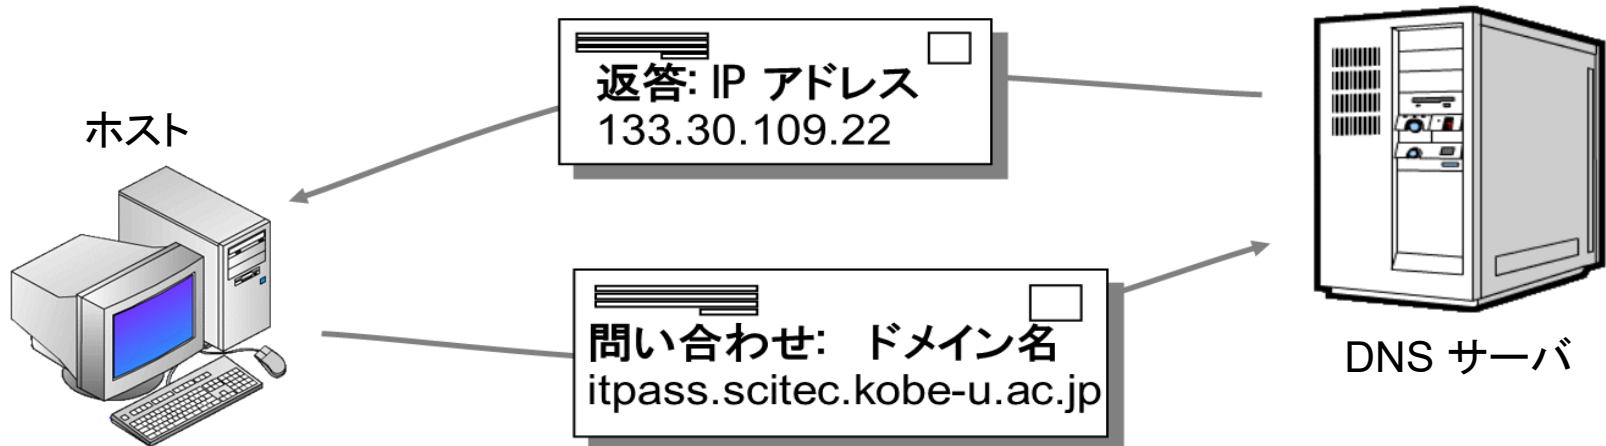 返答: IP アドレス
133.30.109.22
ホスト
問い合わせ: ドメイン名
itpass.scitec.kobe-u.ac.jp
DNS サーバ